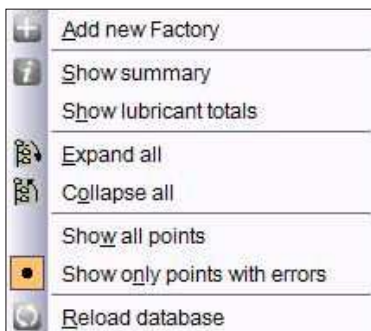 Add new Factory
Show summary
Show lubricant totals
Expand all
Collapse all
Show all points
Show only points with errors
Reload database